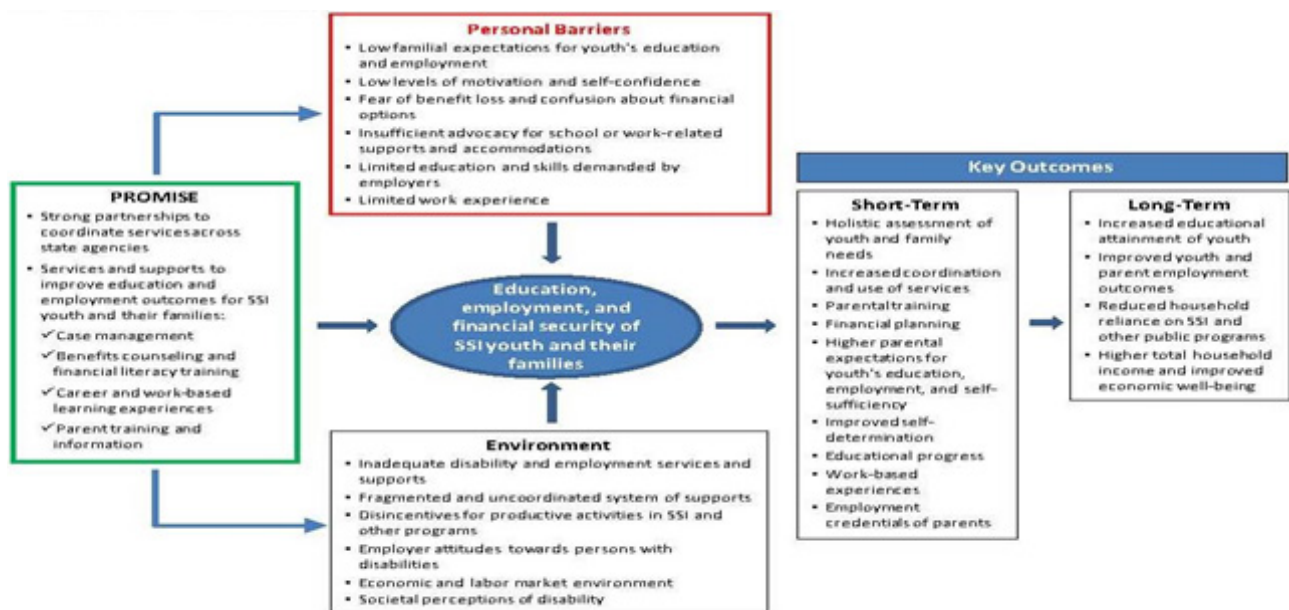 PROMISE
▪ Strong partnerships to
coordinate services across
state agencies
▪ Services and supports to
improve education and
employment outcomes for SSI
youth and their families:
✓ Case management
✓ Benefits counseling and
financial literacy training
✓ Career and work-based
learning experiences
✓ Parent training and
information
Personal Barriers
▪ Low familial expectations for youth's education
and employment
▪ Low levels of motivation and self-confidence
▪ Fear of benefit loss and confusion about financial
options
▪ Insufficient advocacy for school or work-related
supports and accommodations
▪ Limited education and skills demanded by
employers
▪ Limited work experience
Education,
employment, and
financial security of
SSI youth and their
families
Environment
▪ Inadequate disability and employment services and
supports
▪ Fragmented and uncoordinated system of supports
▪ Disincentives for productive activities in SSI and
other programs
▪ Employer attitudes towards persons with
disabilities
▪ Economic and labor market environment
▪ Societal perceptions of disability
Key Outcomes
Short-Term
▪ Holistic assessment of
youth and family
needs
▪ Increased coordination
and use of services
▪ Parental training
▪ Financial planning
▪ Higher parental
expectations for
youth's education,
employment, and self-
sufficiency
▪ Improved self-
determination
▪ Educational progress
▪ Work-based
experiences
▪ Employment
credentials of parents
Long-Term
▪ Increased educational
attainment of youth
▪ Improved youth and
parent employment
outcomes
▪ Reduced household
reliance on SSI and
other public programs
▪ Higher total household
income and improved
economic well-being